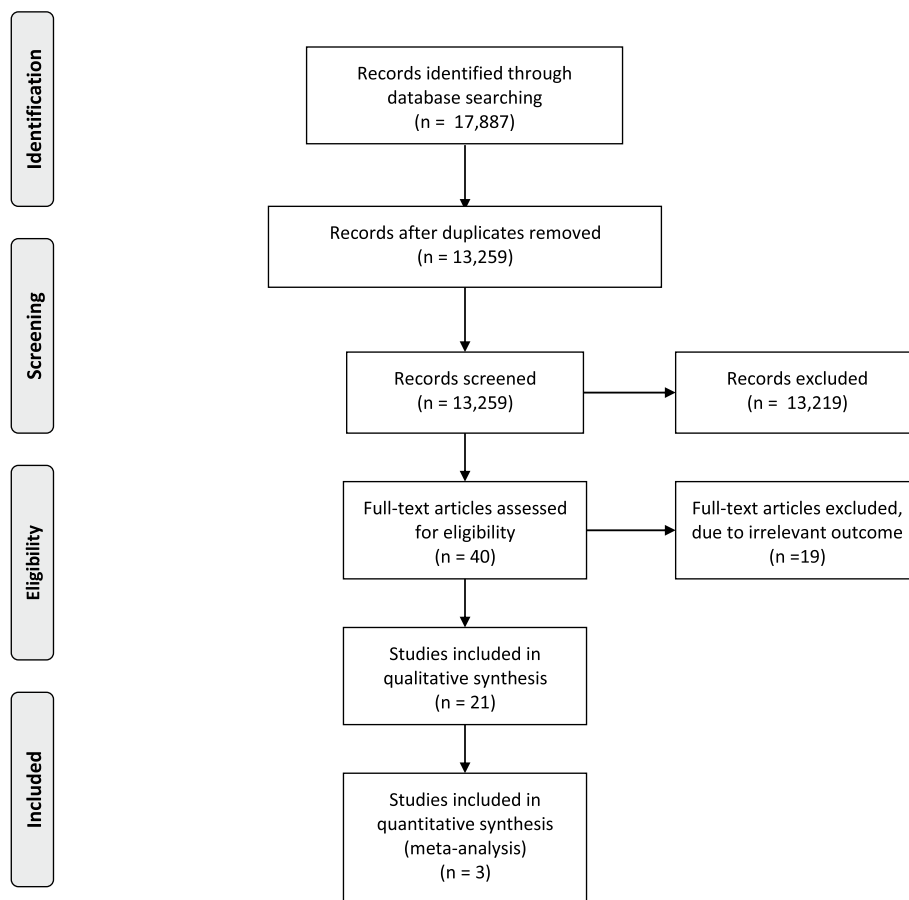 Identification
Records identified through
database searching
(n = 17,887)
Records after duplicates removed
(n = 13,259)
Screening
Records screened
(n = 13,259)
Records excluded
(n = 13,219)
Eligibility
Full-text articles assessed
for eligibility
(n = 40)
Full-text articles excluded,
due to irrelevant outcome
(n =19)
Studies included in
qualitative synthesis
(n = 21)
Included
Studies included in
quantitative synthesis
(meta-analysis)
(n = 3)